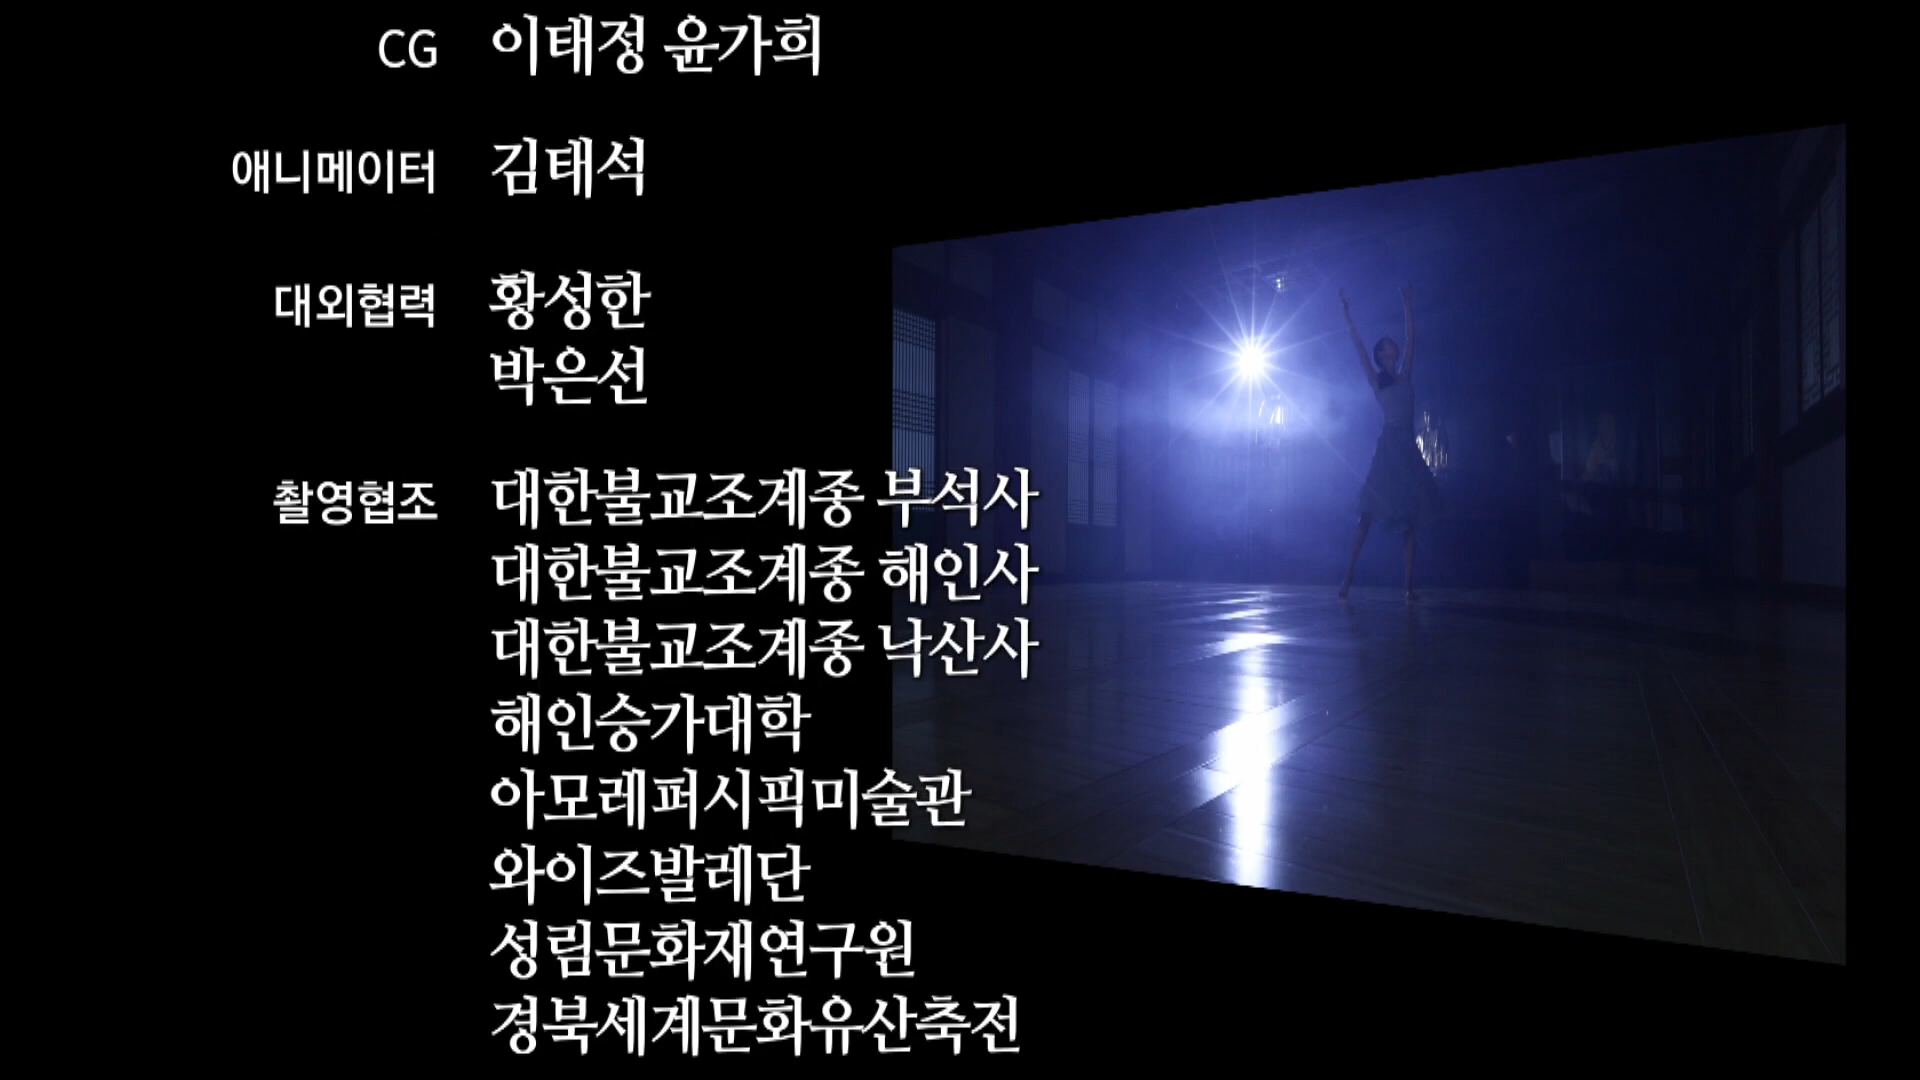 CG 이태정 윤가희
애니메이터 김태석
대외협력 황성한
박은선
촬영협조 대한불교조계종 부석사
대한불교조계종 해인사
대한불교조계종 낙산사
해인승가대학
아모레퍼시픽미술관
와이즈발레단
성림문화재연구원
경북세계문화유산축전